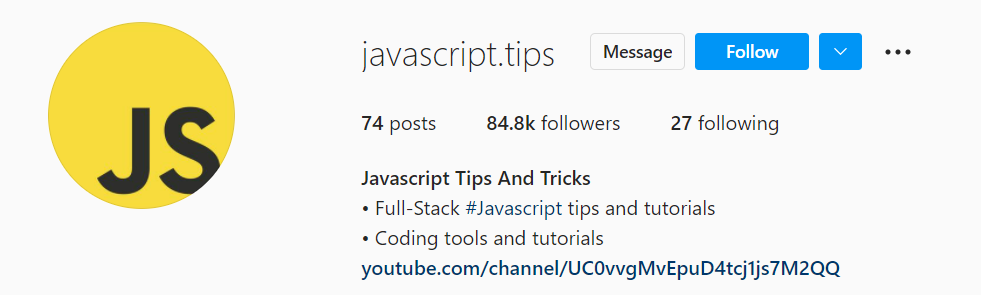 JS
javascript.tips Message Follow
74 posts 84.8k followers 27 following
Javascript Tips And Tricks
• Full-Stack #Javascript tips and tutorials
• Coding tools and tutorials
youtube.com/channel/UC0vvgMvEpuD4tcj1js7M2QQ